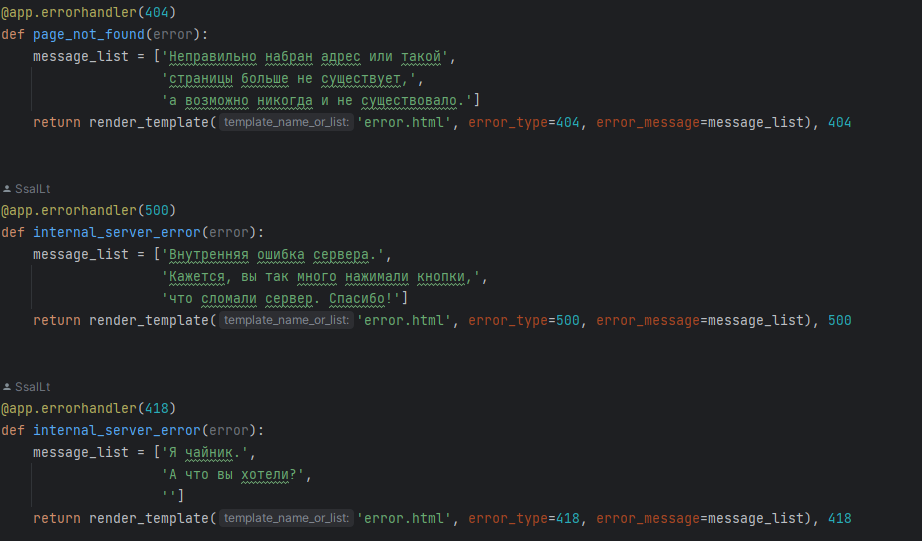 @app.errorhandler(404)
def page_not_found(error):
    message_list = ['Неправильно набран адрес или такой',
                    'страницы больше не существует,',
                    'а возможно никогда и не существовало.']
    return render_template( template_name_or_list: 'error.html', error_type=404, error_message=message_list), 404
SsalLt
@app.errorhandler(500)
def internal_server_error(error):
    message_list = ['Внутренняя ошибка сервера.',
                    'Кажется, вы так много нажимали кнопки,',
                    'что сломали сервер. Спасибо!']
    return render_template( template_name_or_list: 'error.html', error_type=500, error_message=message_list), 500
SsalLt
@app.errorhandler(418)
def internal_server_error(error):
    message_list = ['Я чайник.',
                    'А что вы хотели?',
                    '']
    return render_template( template_name_or_list: 'error.html', error_type=418, error_message=message_list), 418